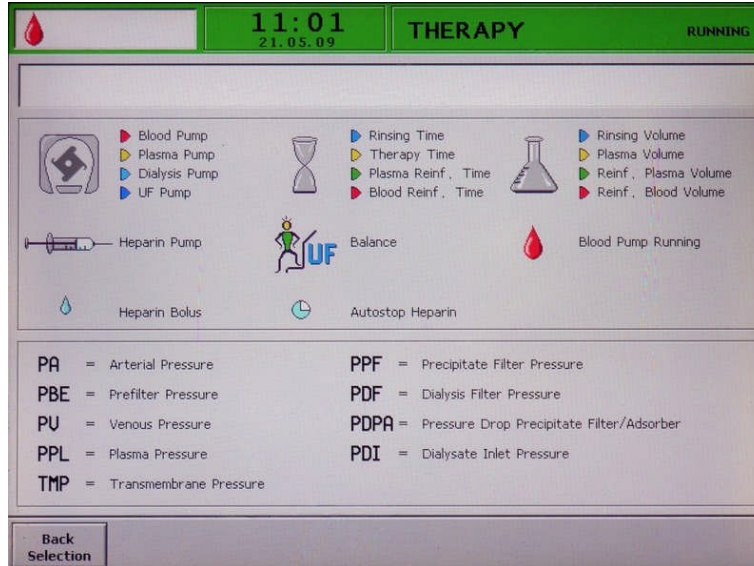 11:01
21.05.09
THERAPY
RUNNING
Blood Pump
Plasma Pump
Dialysis Pump
UF Pump
Rinsing Time
Therapy Time
Plasma Reinf. Time
Blood Reinf. Time
Rinsing Volume
Plasma Volume
Reinf. Plasma Volume
Reinf. Blood Volume
Heparin Pump
UF
Balance
Blood Pump Running
Heparin Bolus
Autostop Heparin
PA = Arterial Pressure
PBE = Prefilter Pressure
PV = Venous Pressure
PPL = Plasma Pressure
TMP = Transmembrane Pressure
PPF = Precipitate Filter Pressure
PDF = Dialysis Filter Pressure
PDPA = Pressure Drop Precipitate Filter/Adsorber
PDI = Dialysate Inlet Pressure
Back
Selection